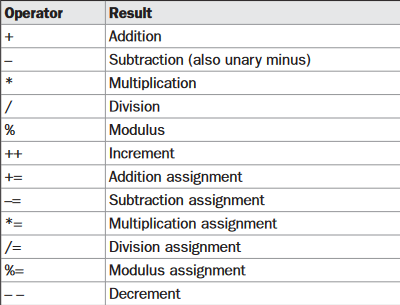 Operator Result
+ Addition
– Subtraction (also unary minus)
* Multiplication
/ Division
% Modulus
++ Increment
+= Addition assignment
–= Subtraction assignment
*= Multiplication assignment
/= Division assignment
%= Modulus assignment
– – Decrement